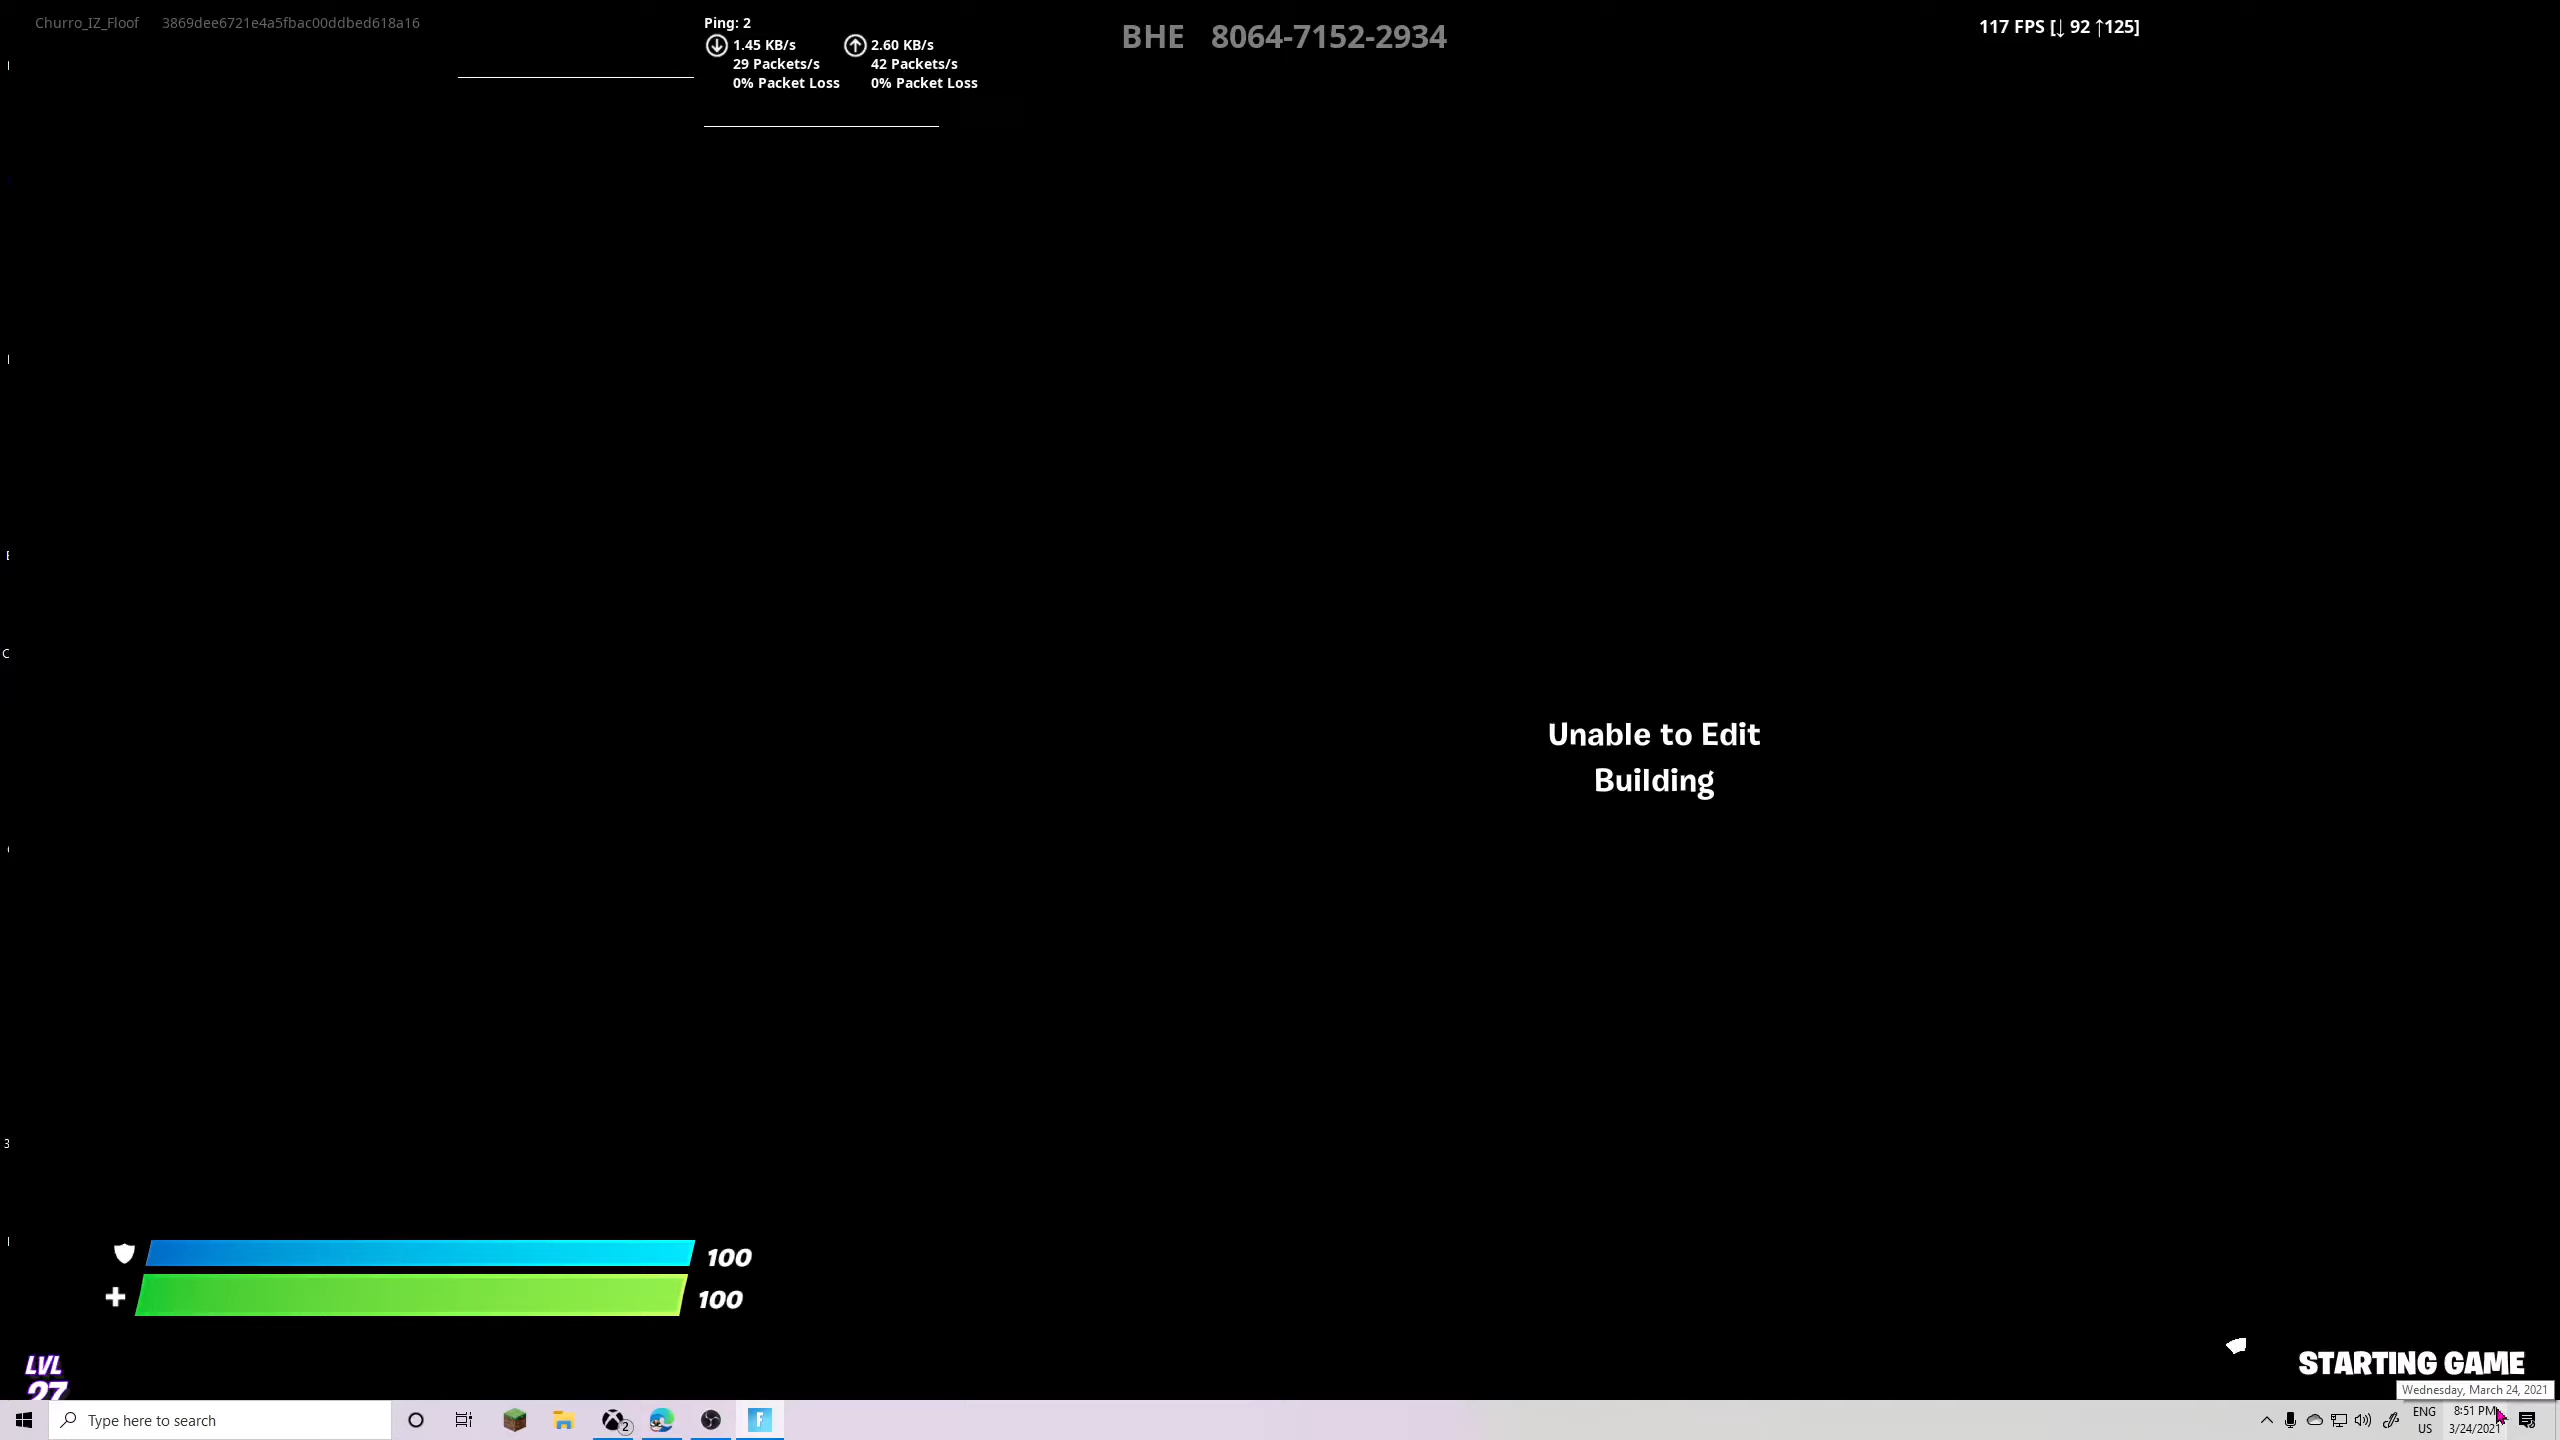 Churro_IZ_Floof 3869dee6721e4a5fbac00ddbed618a16
Ping: 2
1.45 KB/s 2.60 KB/s
29 Packets/s 42 Packets/s
0% Packet Loss 0% Packet Loss
BHE 8064-7152-2934
117 FPS [↓ 92 ↑125]
C
3
Unable to Edit
Building
100
100
LVL
27
STARTING GAME
Wednesday, March 24, 2021
Type here to search
2
F
ENG
US
8:51 PM
3/24/2021